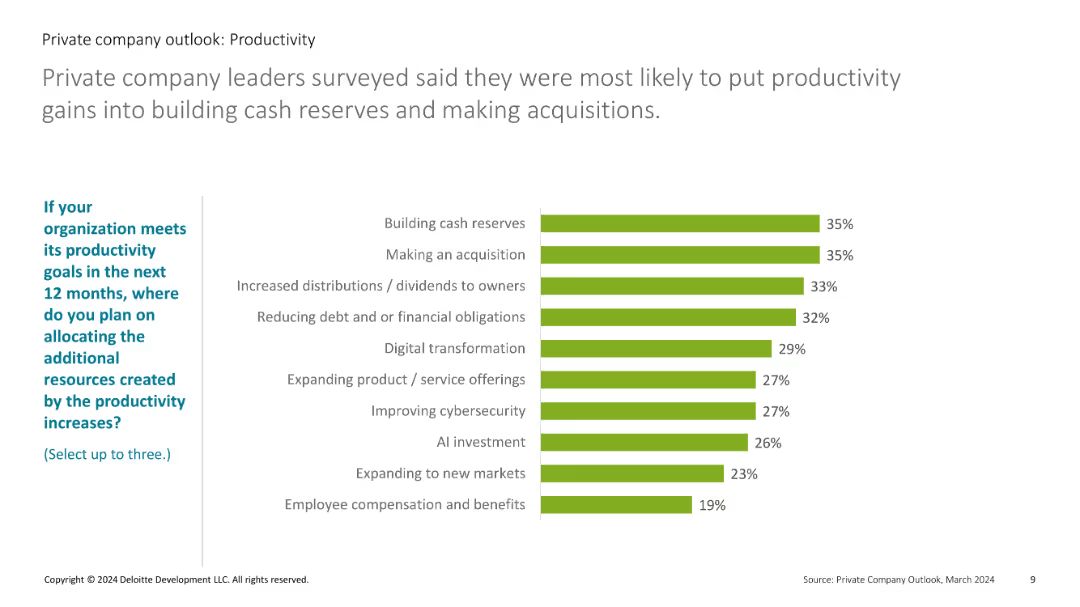 Private company outlook: Productivity
Private company leaders surveyed said they were most likely to put productivity
gains into building cash reserves and making acquisitions.
If your
organization meets
its productivity
goals in the next
12 months, where
do you plan on
allocating the
additional
resources created
by the productivity
increases?
(Select up to three.)
Building cash reserves 35%
Making an acquisition 35%
Increased distributions / dividends to owners 33%
Reducing debt and or financial obligations 32%
Digital transformation 29%
Expanding product / service offerings 27%
Improving cybersecurity 27%
AI investment 26%
Expanding to new markets 23%
Employee compensation and benefits 19%
Copyright © 2024 Deloitte Development LLC. All rights reserved.
Source: Private Company Outlook, March 2024 9